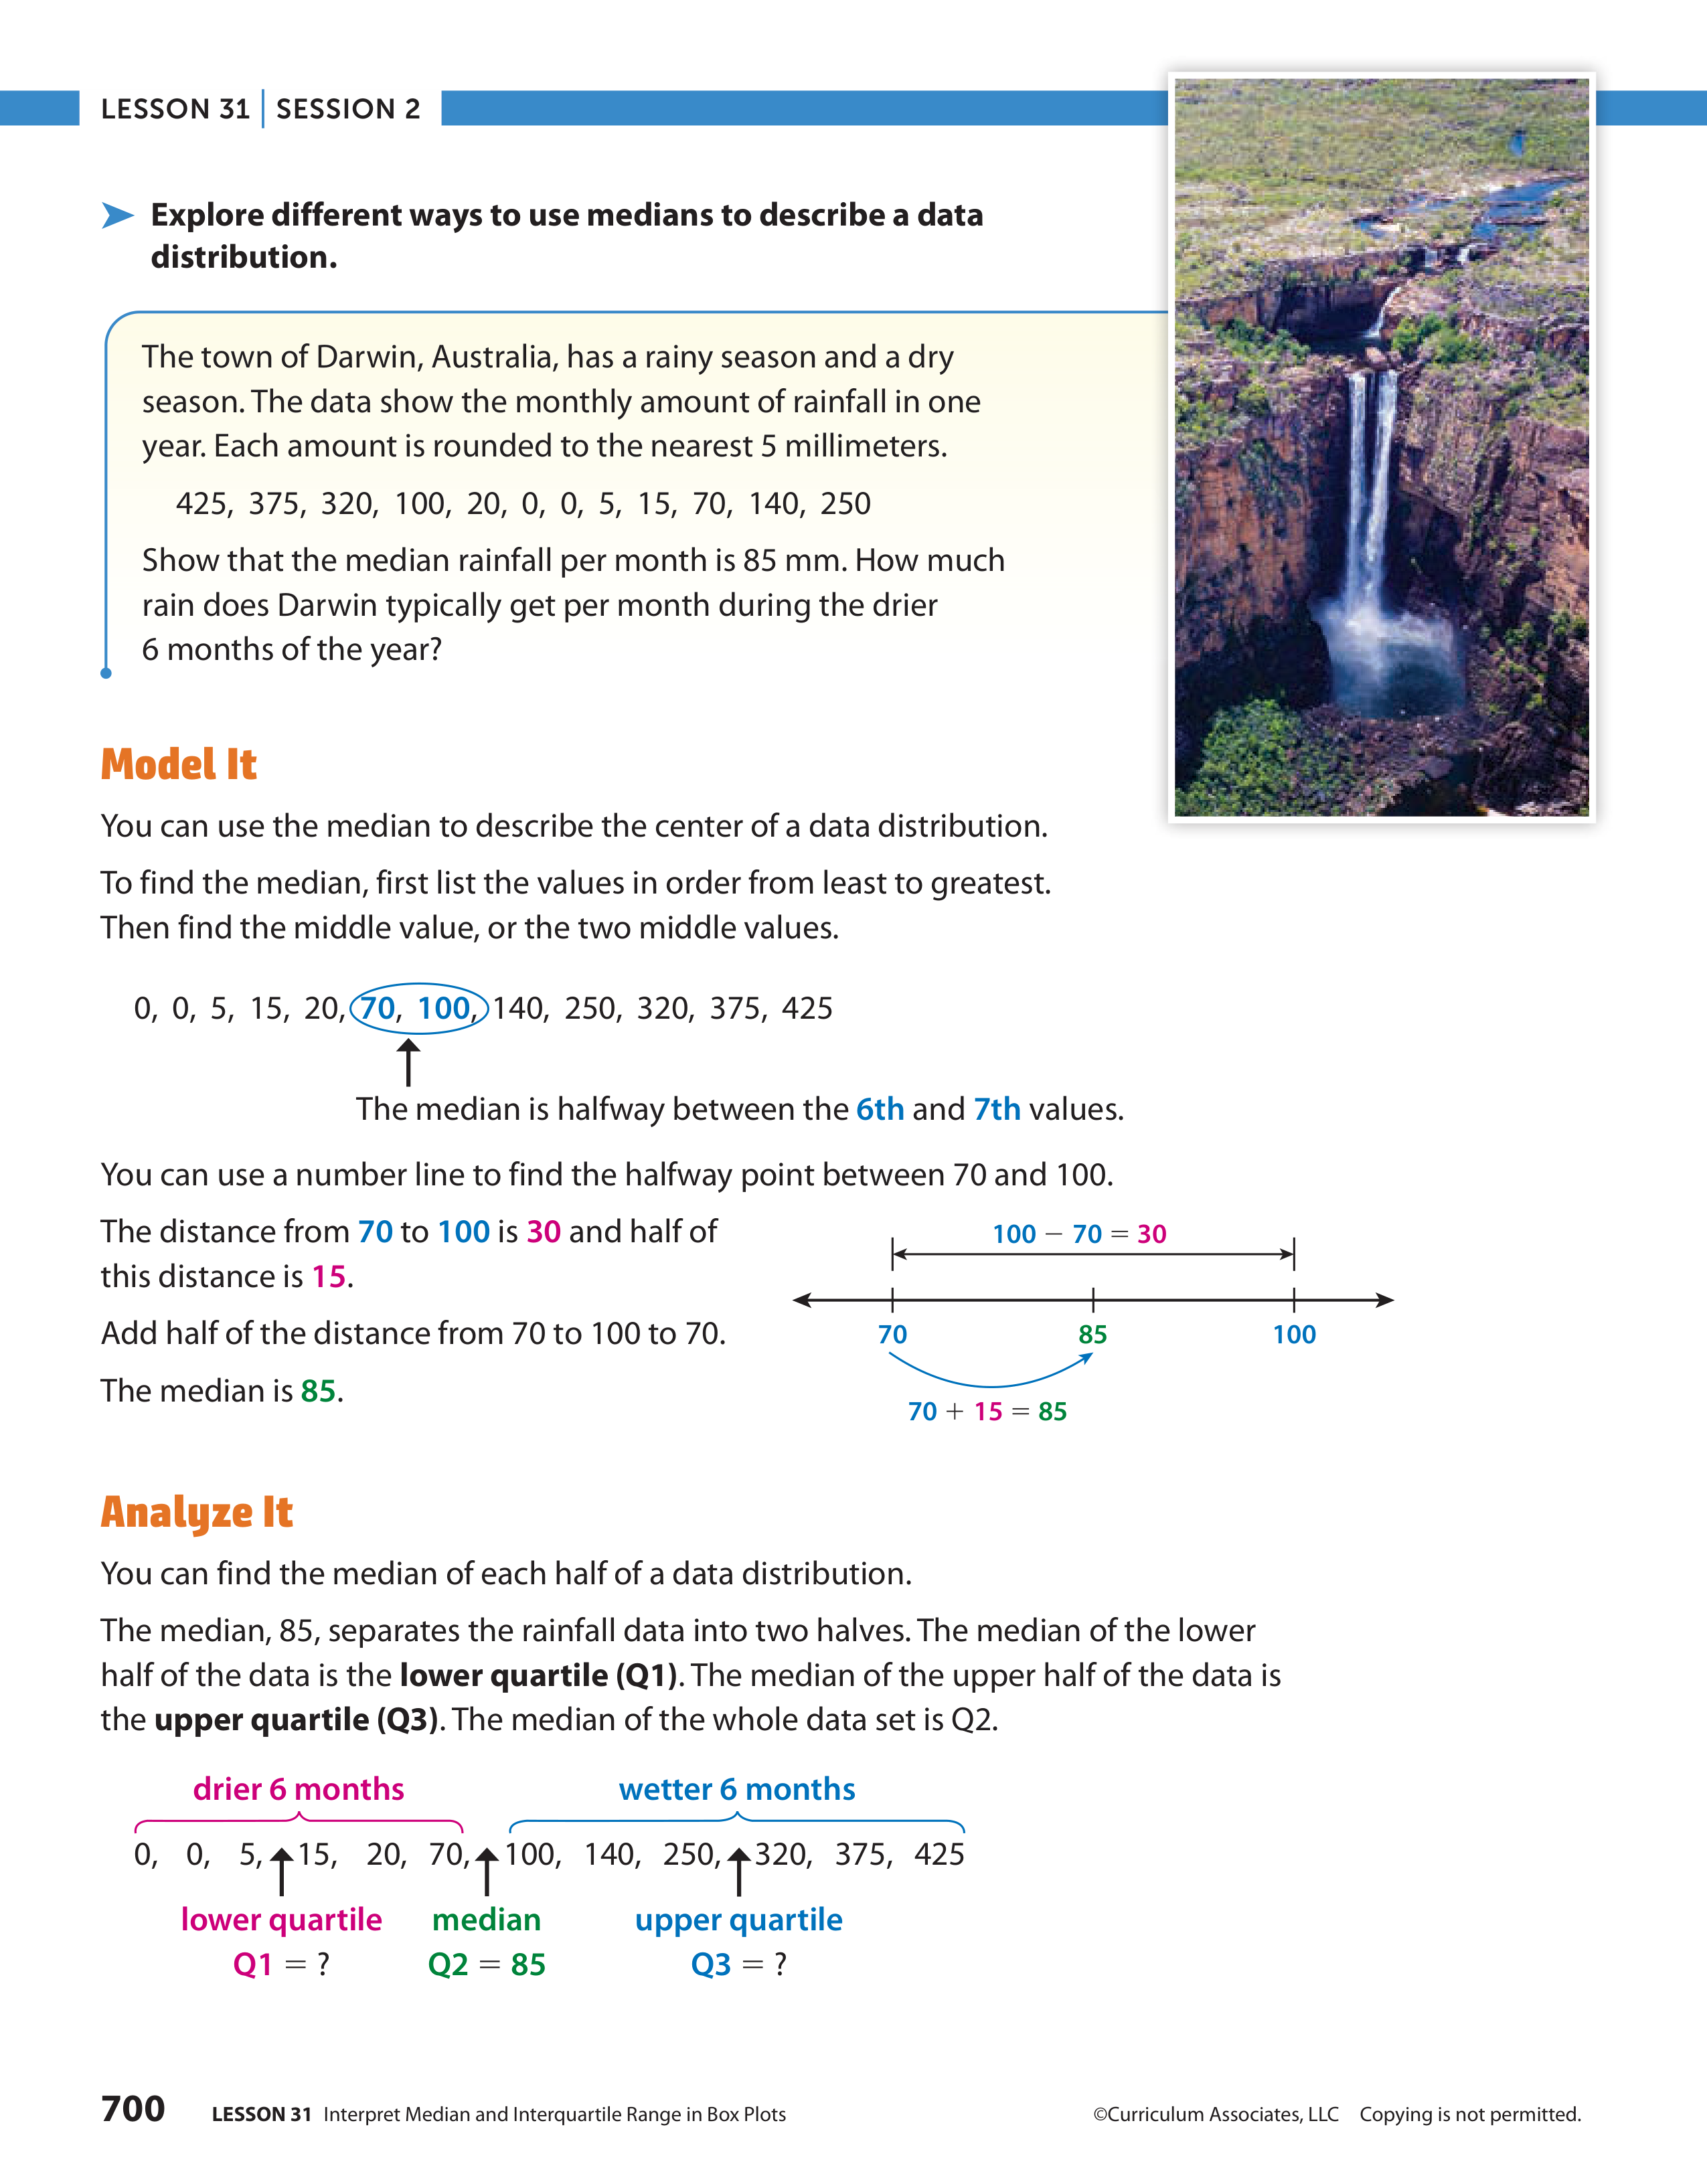 LESSON 31 | SESSION 2
Explore different ways to use medians to describe a data
distribution.
The town of Darwin, Australia, has a rainy season and a dry
season. The data show the monthly amount of rainfall in one
year. Each amount is rounded to the nearest 5 millimeters.
425, 375, 320, 100, 20, 0, 0, 5, 15, 70, 140, 250
Show that the median rainfall per month is 85 mm. How much
rain does Darwin typically get per month during the drier
6 months of the year?
Model It
You can use the median to describe the center of a data distribution.
To find the median, first list the values in order from least to greatest.
Then find the middle value, or the two middle values.
0, 0, 5, 15, 20, 70, 100, 140, 250, 320, 375, 425
The median is halfway between the 6th and 7th values.
You can use a number line to find the halfway point between 70 and 100.
The distance from 70 to 100 is 30 and half of
this distance is 15.
Add half of the distance from 70 to 100 to 70.
The median is 85.
100 − 70 = 30
70 85 100
70 + 15 = 85
Analyze It
You can find the median of each half of a data distribution.
The median, 85, separates the rainfall data into two halves. The median of the lower
half of the data is the lower quartile (Q1). The median of the upper half of the data is
the upper quartile (Q3). The median of the whole data set is Q2.
drier 6 months wetter 6 months
0, 0, 5, 15, 20, 70, 100, 140, 250, 320, 375, 425
lower quartile median upper quartile
Q1 = ? Q2 = 85 Q3 = ?
700 LESSON 31 Interpret Median and Interquartile Range in Box Plots ©Curriculum Associates, LLC Copying is not permitted.